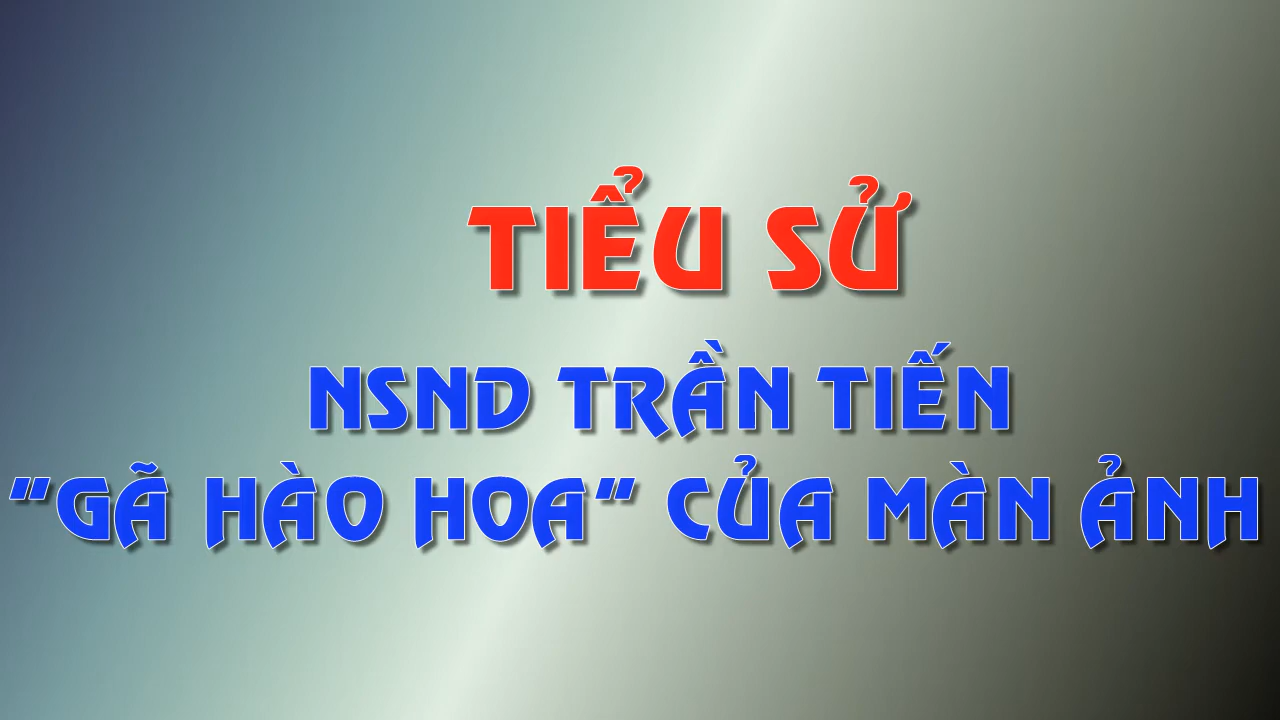 TIỂU SỬ
NSND TRẦN TIẾN
"GÃ HÀO HOA" CỦA MÀN ẢNH